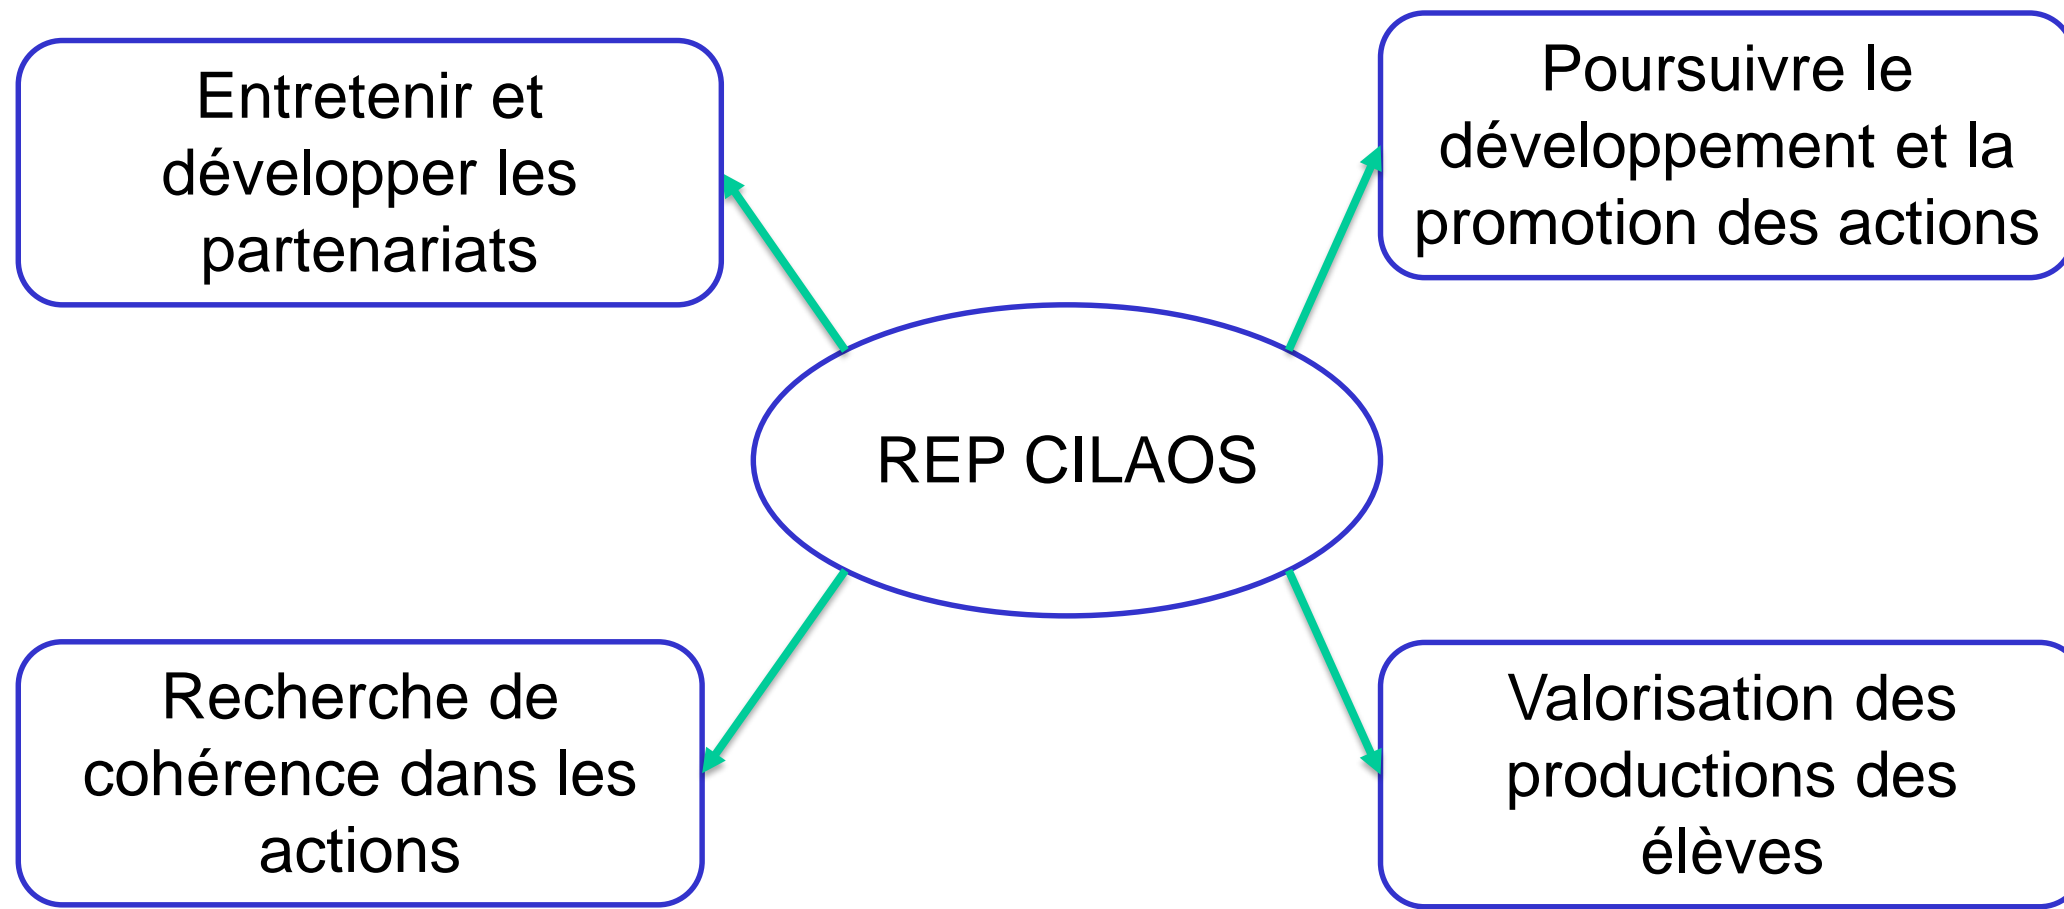 Entretenir et
développer les
partenariats
Poursuivre le
développement et la
promotion des actions
REP CILAOS
Recherche de
cohérence dans les
actions
Valorisation des
productions des
élèves